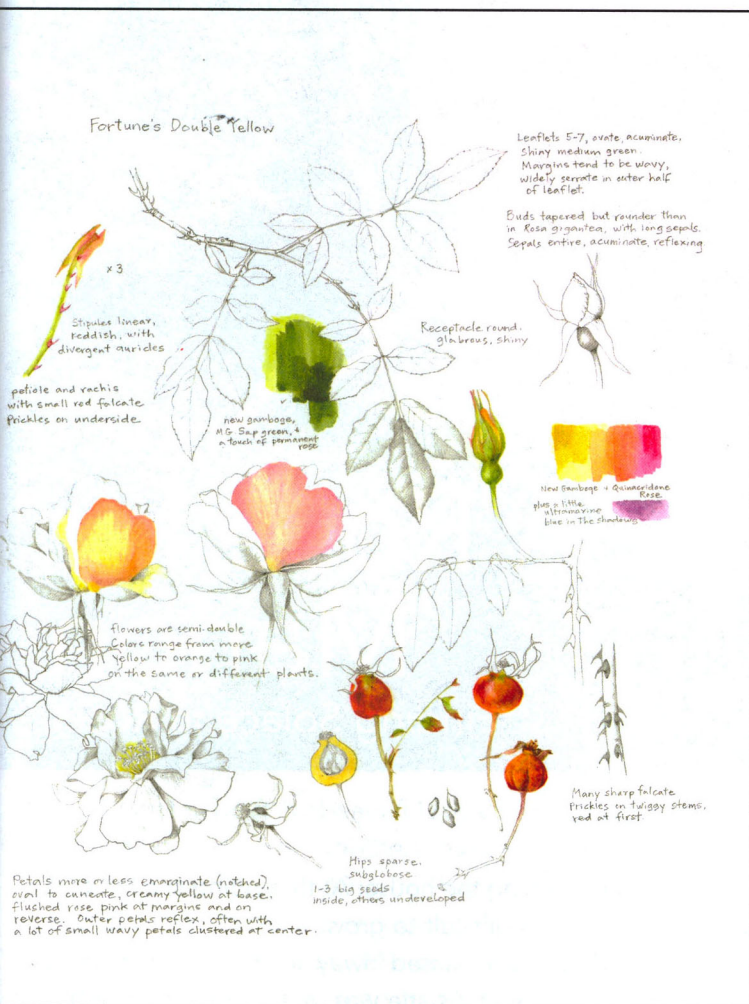 Fortune's Double Yellow
Leaflets 5-7, ovate, acuminate,
Shiny medium green.
Margins tend to be wavy,
widely serrate in outer half
of leaflet.
Buds tapered but rounder than
in Rosa gigantea, with long sepals.
Sepals entire, acuminate, reflexing
x3
Stipules linear,
reddish, with
divergent auricles
Receptacle round,
glabrous, shiny
petiole and rachis
with small red falcate
Prickles on underside
new gamboge,
MG Sap green, +
a touch of permanent
rose
New Gamboge + Quinacridone
Rose
plus a little
ultramarine
blue in the shadows
flowers are semi-double
Colors range from more
yellow to orange to pink
on the same or different plants.
Many sharp falcate
Prickles on twiggy stems,
red at first.
Hips sparse,
subglobose
1-3 big seeds
inside, others undeveloped
Petals more or less emarginate (notched),
oval to cuneate, creamy yellow at base,
flushed rose pink at margins and on
reverse. Outer petals reflex, often with
a lot of small wavy petals clustered at center.